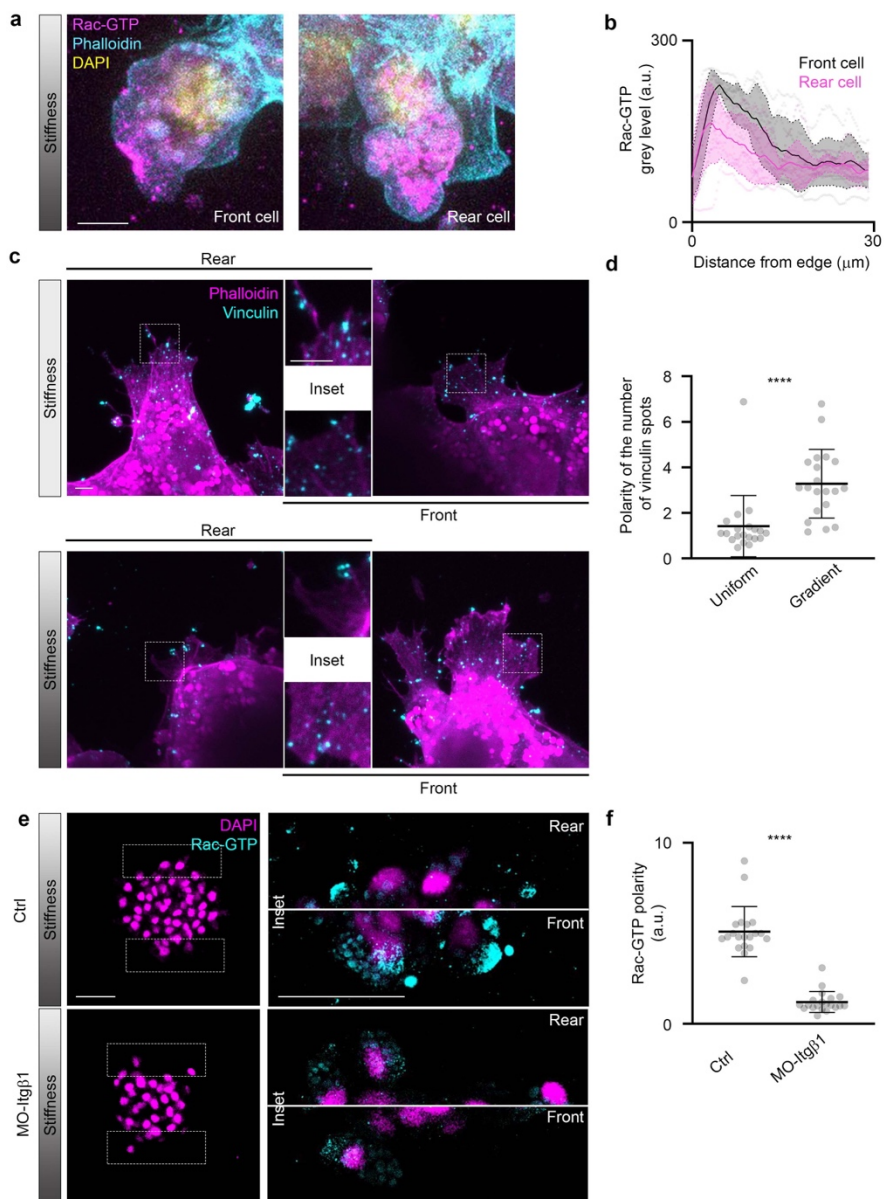 a
Stiffness
Rac-GTP
Phalloidin
DAPI
Front cell
Rear cell
b
300
0
0
30
Rac-GTP
grey level (a.u.)
Front cell
Rear cell
Distance from edge (μm)
c
Rear
Stiffness
Phalloidin
Vinculin
Inset
Front
Rear
Stiffness
Inset
Front
d
8
6
4
2
0
Polarity of the number
of vinculin spots
****
Uniform
Gradient
e
Ctrl
Stiffness
DAPI
Rac-GTP
Inset
Rear
Front
MO-Itgβ1
Stiffness
Inset
Rear
Front
f
10
0
Rac-GTP polarity
(a.u.)
****
Ctrl
MO-Itgβ1